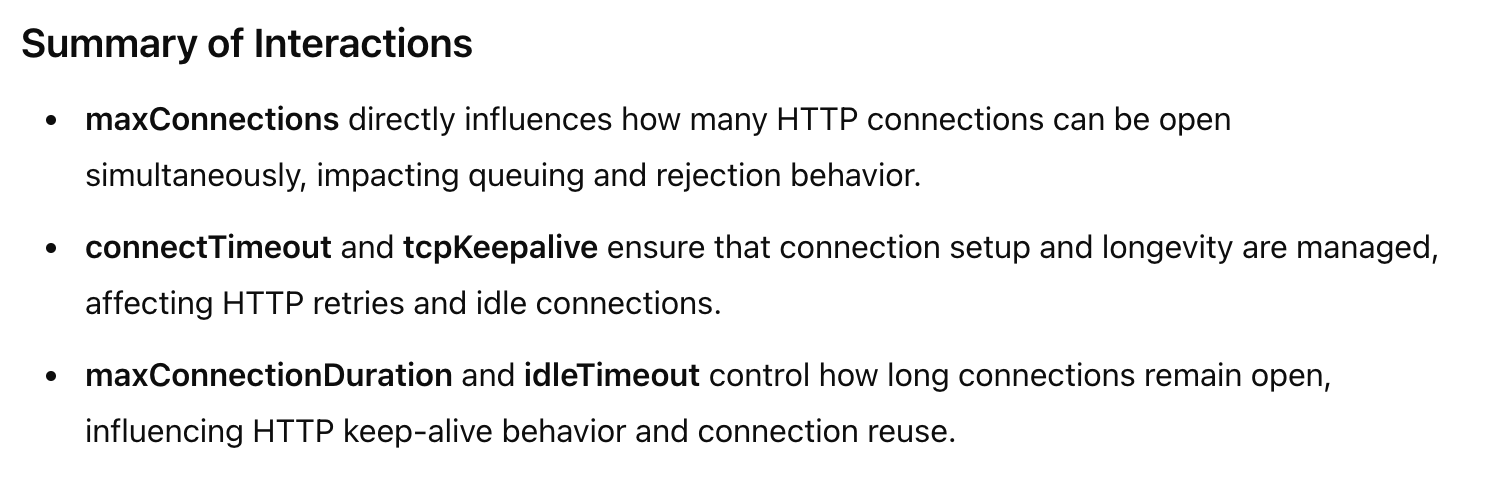 Summary of Interactions
• maxConnections directly influences how many HTTP connections can be open
simultaneously, impacting queuing and rejection behavior.
• connectTimeout and tcpKeepalive ensure that connection setup and longevity are managed,
affecting HTTP retries and idle connections.
• maxConnectionDuration and idleTimeout control how long connections remain open,
influencing HTTP keep-alive behavior and connection reuse.